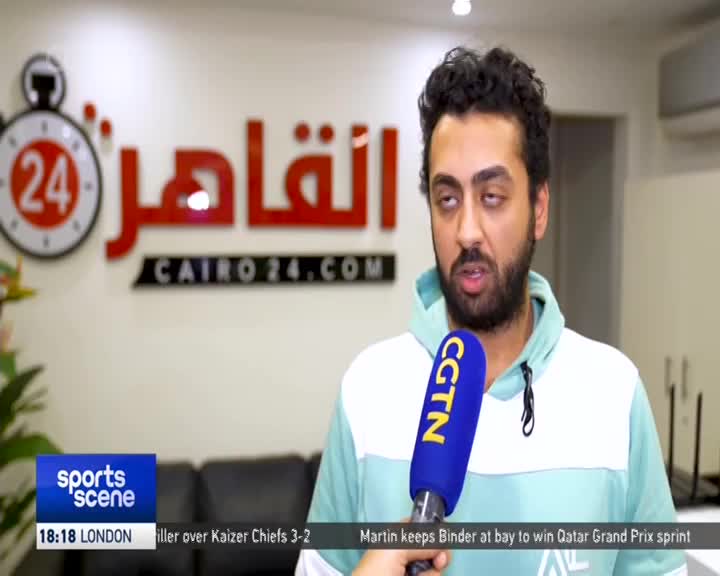 24
القاهرة
CAIRO24.COM
CGTN
sports
scene
18:18 LONDON
riller over Kaizer Chiefs 3-2
Martin keeps Binder at bay to win Qatar Grand Prix sprint